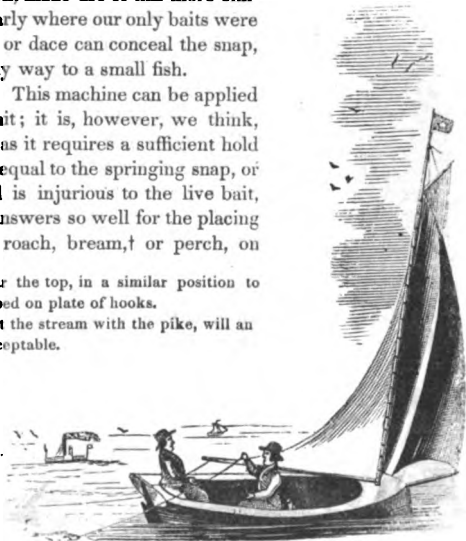 arly where our only baits were
or dace can conceal the snap,
y way to a small fish.
This machine can be applied
it; it is, however, we think,
as it requires a sufficient hold
equal to the springing snap, or
is injurious to the live bait,
nswers so well for the placing
roach, bream,† or perch, on
r the top, in a similar position to
ed on plate of hooks.
t the stream with the pike, will an
eptable.